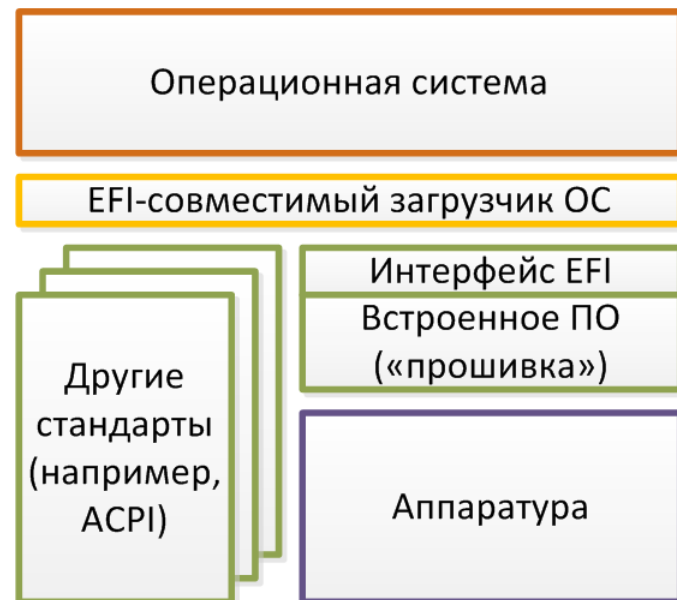 Операционная система
EFI-совместимый загрузчик ОС
Интерфейс EFI
Встроенное ПО
(«прошивка»)
Другие
стандарты
(например,
ACPI)
Аппаратура